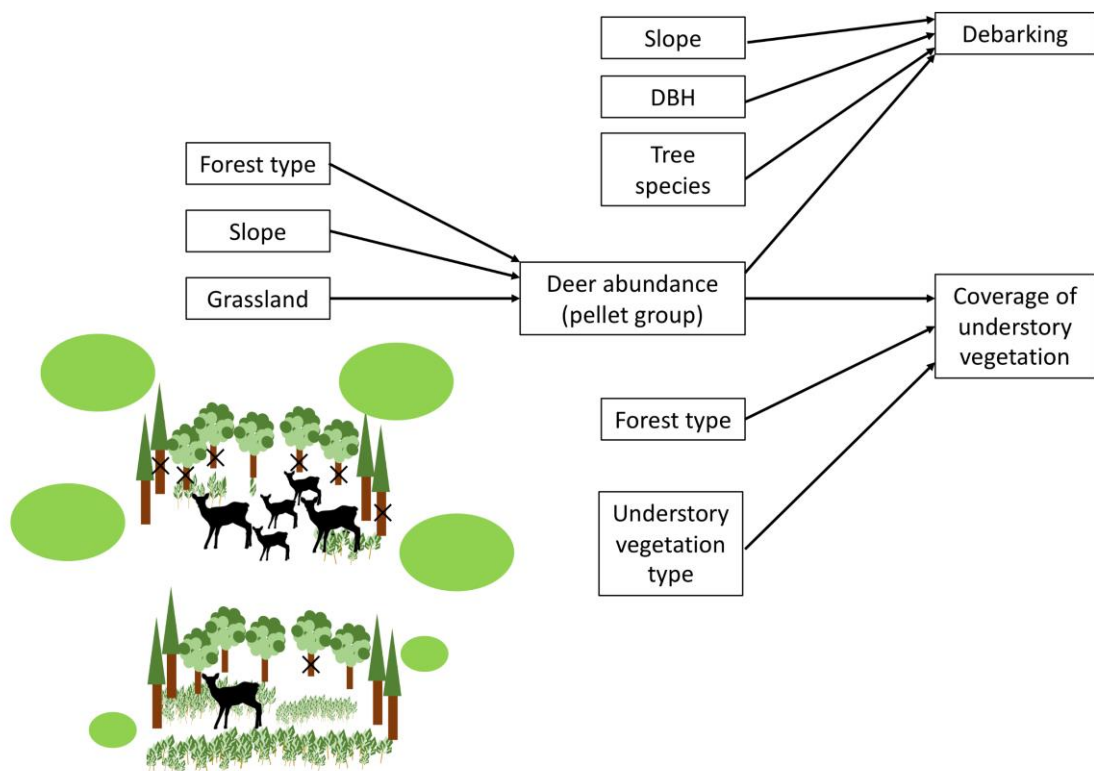 Slope
Debarking
DBH
Tree
species
Forest type
Slope
Grassland
Deer abundance
(pellet group)
Coverage of
understory
vegetation
Forest type
Understory
vegetation
type